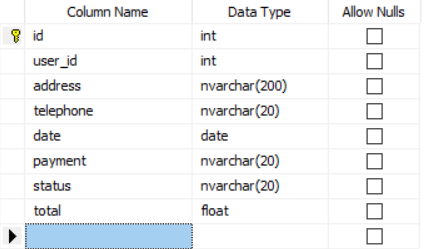 Column Name Data Type Allow Nulls
id int
user_id int
address nvarchar(200)
telephone nvarchar(20)
date date
payment nvarchar(20)
status nvarchar(20)
total float